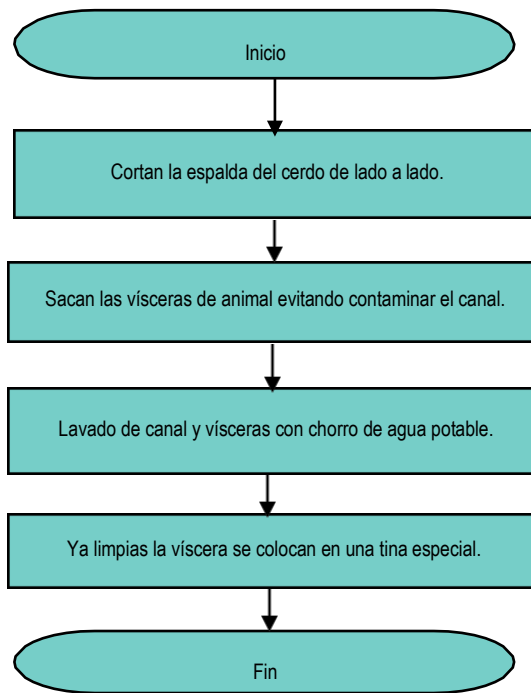 Inicio
Cortan la espalda del cerdo de lado a lado.
Sacan las vísceras de animal evitando contaminar el canal.
Lavado de canal y vísceras con chorro de agua potable.
Ya limpias la víscera se colocan en una tina especial.
Fin